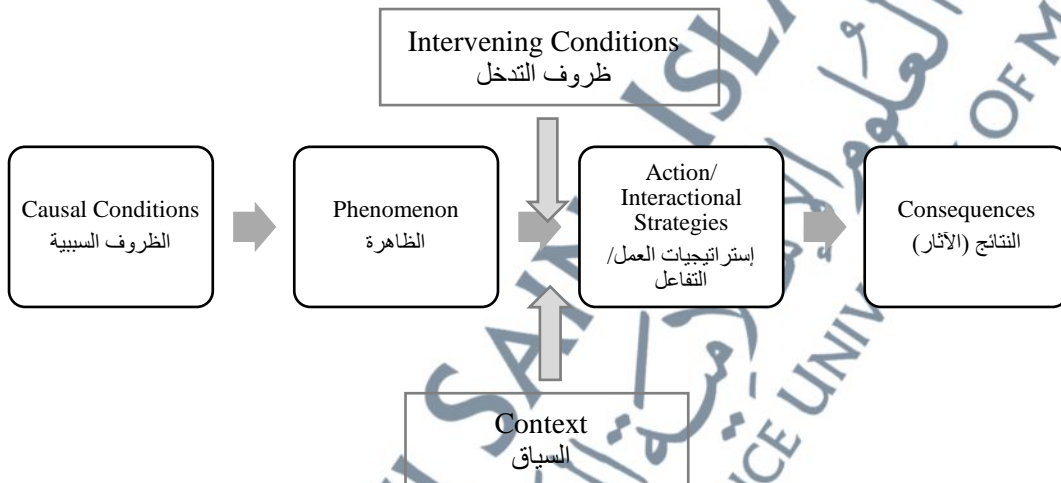 Intervening Conditions
ظروف التدخل
Causal Conditions
الظروف السببية
Phenomenon
الظاهرة
Action/
Interactional
Strategies
إستراتيجيات العمل/
التفاعل
Consequences
النتائج (الآثار)
Context
السياق